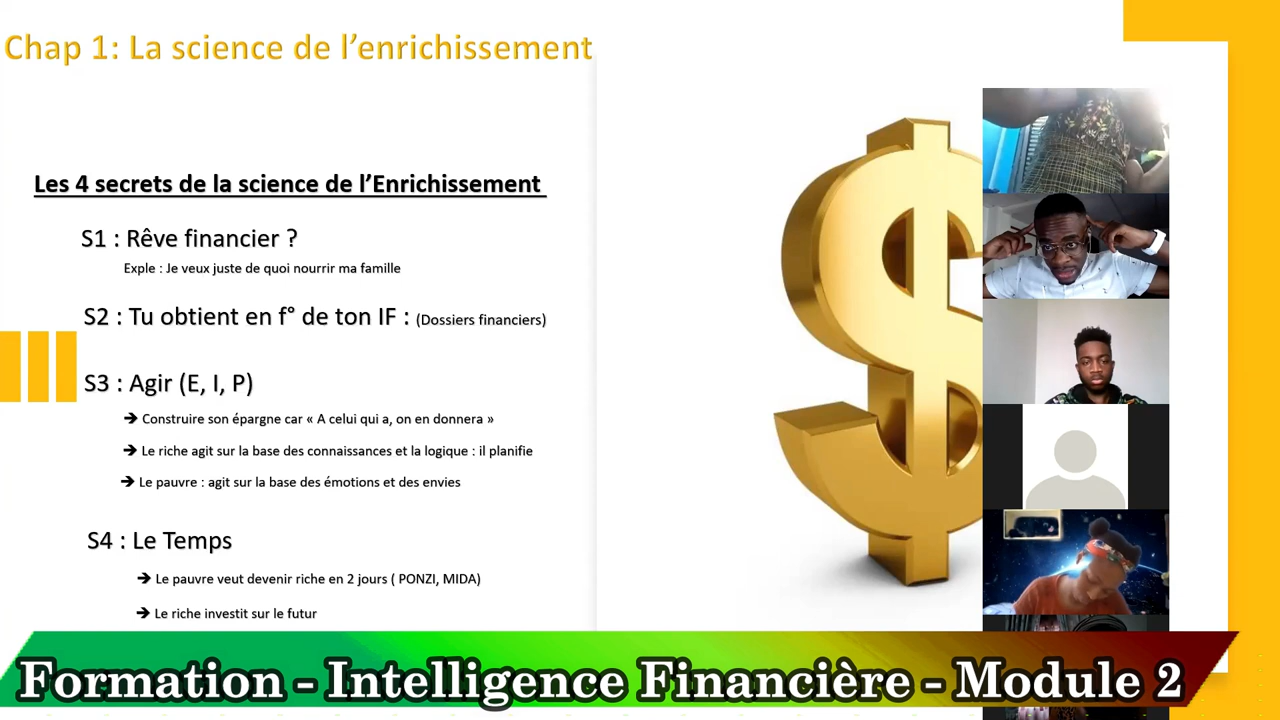 Chap 1: La science de l’enrichissement
Les 4 secrets de la science de l’Enrichissement
S1 : Rêve financier ?
Exple : Je veux juste de quoi nourrir ma famille
S2 : Tu obtient en f° de ton IF : (Dossiers financiers)
S3 : Agir (E, I, P)
➔ Construire son épargne car « A celui qui a, on en donnera »
➔ Le riche agit sur la base des connaissances et la logique : il planifie
➔ Le pauvre : agit sur la base des émotions et des envies
S4 : Le Temps
➔ Le pauvre veut devenir riche en 2 jours ( PONZI, MIDA)
➔ Le riche investit sur le futur
Formation - Intelligence Financière - Module 2